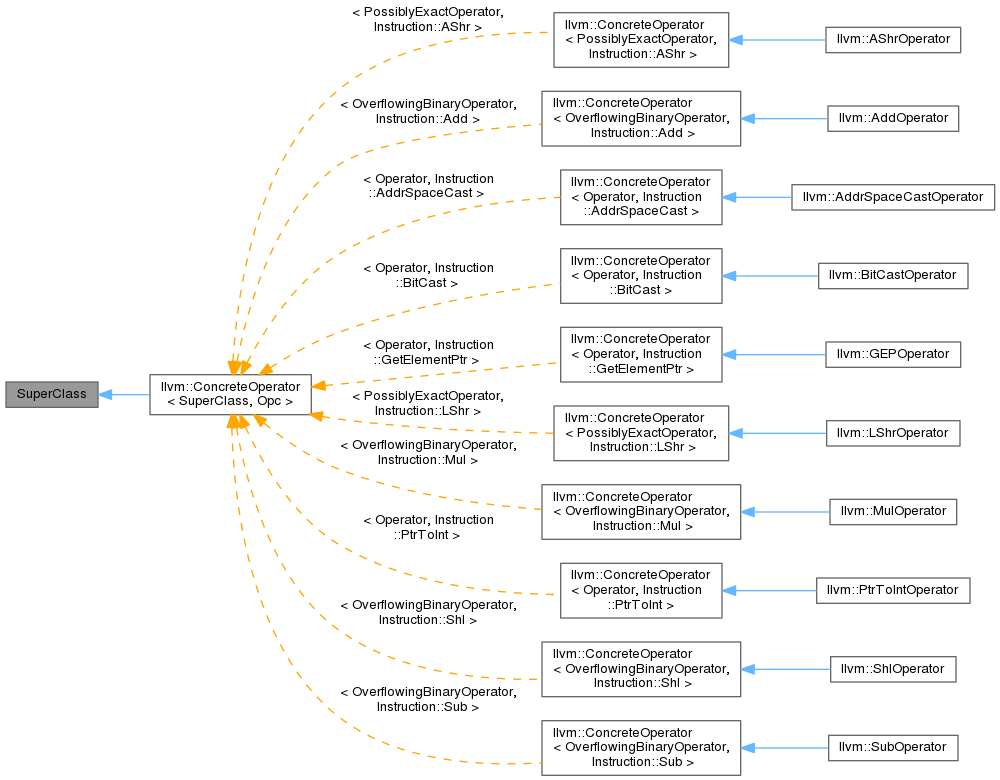 SuperClass
llvm::ConcreteOperator
< SuperClass, Opc >
< PossiblyExactOperator,
Instruction::AShr >
llvm::ConcreteOperator
< PossiblyExactOperator,
Instruction::AShr >
llvm::AShrOperator
< OverflowingBinaryOperator,
Instruction::Add >
llvm::ConcreteOperator
< OverflowingBinaryOperator,
Instruction::Add >
llvm::AddOperator
< Operator, Instruction
::AddrSpaceCast >
llvm::ConcreteOperator
< Operator, Instruction
::AddrSpaceCast >
llvm::AddrSpaceCastOperator
< Operator, Instruction
::BitCast >
llvm::ConcreteOperator
< Operator, Instruction
::BitCast >
llvm::BitCastOperator
< Operator, Instruction
::GetElementPtr >
llvm::ConcreteOperator
< Operator, Instruction
::GetElementPtr >
llvm::GEPOperator
< PossiblyExactOperator,
Instruction::LShr >
llvm::ConcreteOperator
< PossiblyExactOperator,
Instruction::LShr >
llvm::LShrOperator
< OverflowingBinaryOperator,
Instruction::Mul >
llvm::ConcreteOperator
< OverflowingBinaryOperator,
Instruction::Mul >
llvm::MulOperator
< Operator, Instruction
::PtrToInt >
llvm::ConcreteOperator
< Operator, Instruction
::PtrToInt >
llvm::PtrToIntOperator
< OverflowingBinaryOperator,
Instruction::Shl >
llvm::ConcreteOperator
< OverflowingBinaryOperator,
Instruction::Shl >
llvm::ShlOperator
< OverflowingBinaryOperator,
Instruction::Sub >
llvm::ConcreteOperator
< OverflowingBinaryOperator,
Instruction::Sub >
llvm::SubOperator